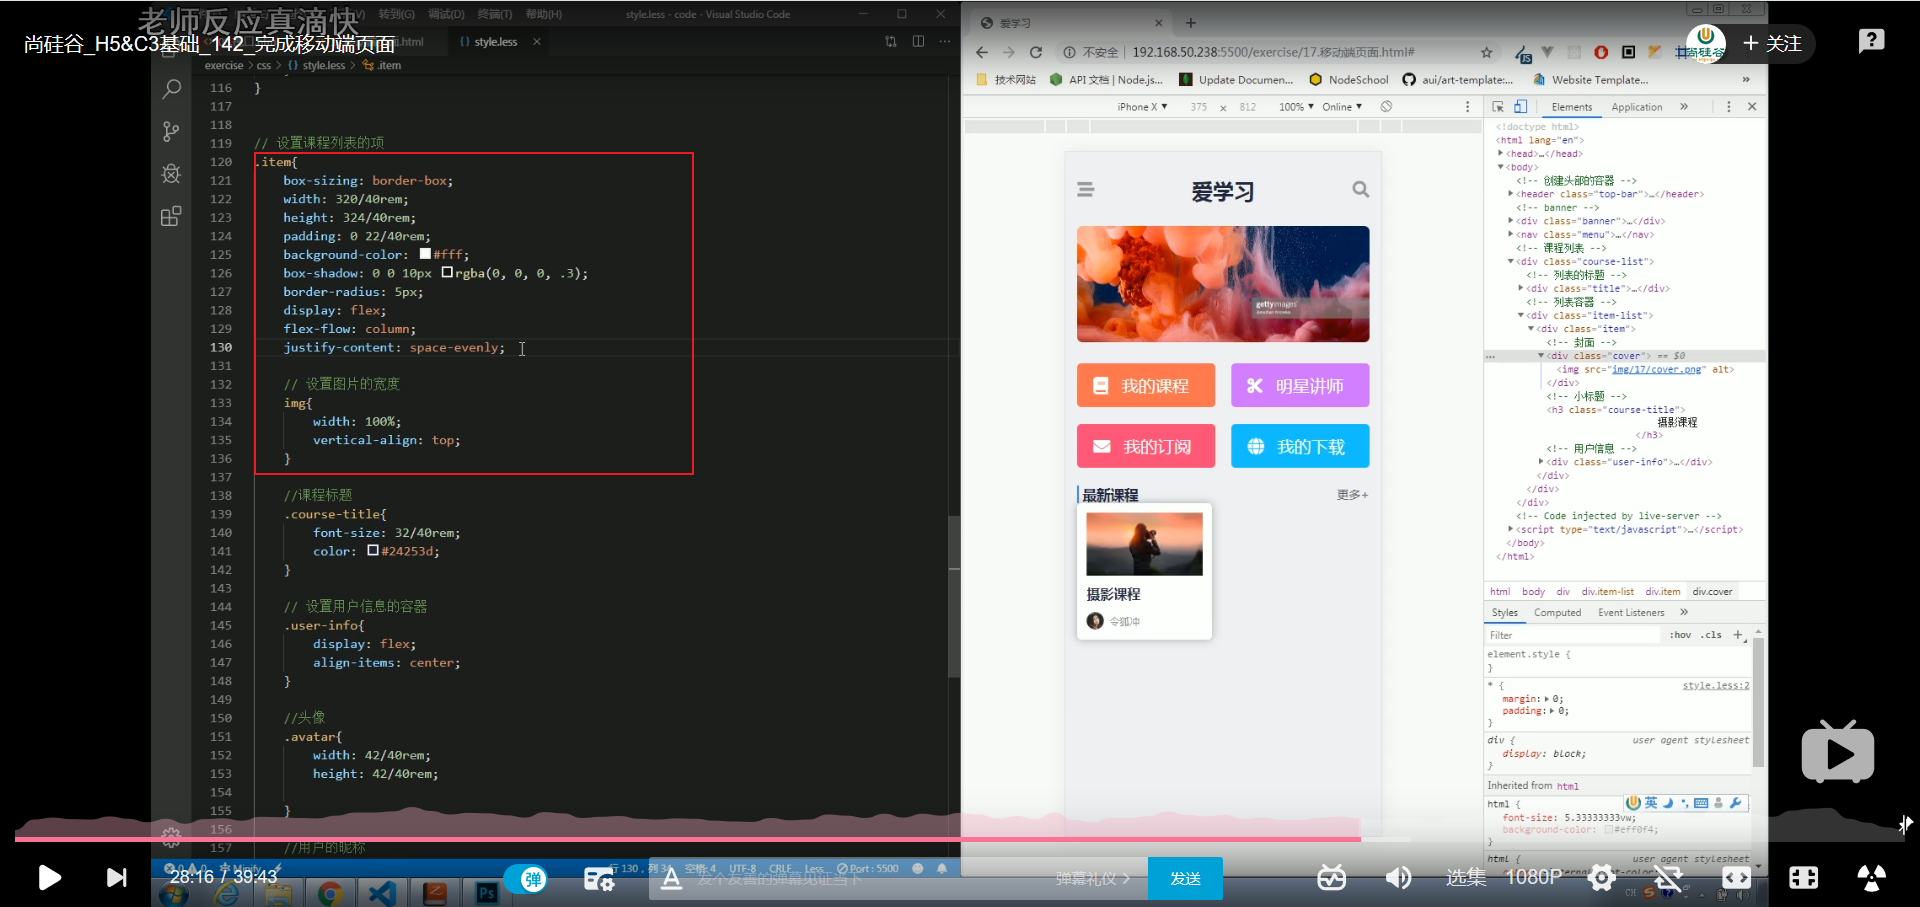 老师反应真滴快
尚硅谷_H5&C3基础_142_完成移动端页面
转到(G) 调试(D) 终端(T) 帮助(H)
style.less - code - Visual Studio Code
style.less
exercise > css > {} style.less > .item
116 }
117
118
119 // 设置课程列表的项
120 .item{
121 box-sizing: border-box;
122 width: 320/40rem;
123 height: 324/40rem;
124 padding: 0 22/40rem;
125 background-color: #fff;
126 box-shadow: 0 0 10px rgba(0, 0, 0, .3);
127 border-radius: 5px;
128 display: flex;
129 flex-flow: column;
130 justify-content: space-evenly;
131
132 // 设置图片的宽度
133 img{
134 width: 100%;
135 vertical-align: top;
136 }
137
138 //课程标题
139 .course-title{
140 font-size: 32/40rem;
141 color: #24253d;
142 }
143
144 // 设置用户信息的容器
145 .user-info{
146 display: flex;
147 align-items: center;
148 }
149
150 //头像
151 .avatar{
152 width: 42/40rem;
153 height: 42/40rem;
154
155 }
156
157 //用户的昵称
行 130，列 34 空格: 4 UTF-8 CRLF Less Port : 5500
爱学习
不安全 | 192.168.50.238:5500/exercise/17.移动端页面.html#
技术网站 API 文档 | Node.js... Update Documen... NodeSchool aui/art-template:... Website Template...
尚硅谷
+ 关注
iPhone X 375 x 812 100% Online
爱学习
gettyimages
我的课程
明星讲师
我的订阅
我的下载
最新课程
更多+
摄影课程
令狐冲
Elements Application
<!doctype html>
<html lang="en">
<head>…</head>
<body>
<!-- 创建头部的容器 -->
<header class="top-bar">…</header>
<!-- banner -->
<div class="banner">…</div>
<nav class="menu">…</nav>
<!-- 课程列表 -->
<div class="course-list">
<!-- 列表的标题 -->
<div class="title">…</div>
<!-- 列表容器 -->
<div class="item-list">
<div class="item">
<!-- 封面 -->
<div class="cover"> == $0
<img src="img/17/cover.png" alt>
</div>
<!-- 小标题 -->
<h3 class="course-title">
摄影课程
</h3>
<!-- 用户信息 -->
<div class="user-info">…</div>
</div>
</div>
</div>
<!-- Code injected by live-server -->
<script type="text/javascript">…</script>
</body>
</html>
html body div div.item-list div.item div.cover
Styles Computed Event Listeners
Filter :hov .cls +
element.style {
}
* { style.less:2
margin: 0;
padding: 0;
}
div { user agent stylesheet
display: block;
}
Inherited from html
html {
font-size: 5.33333333vw;
background-color: #eff0f4;
}
html { user agent stylesheet
英
28:16 / 39:43
弹
发个友善的弹幕见证当下
弹幕礼仪 >
发送
选集
1080P
Ps